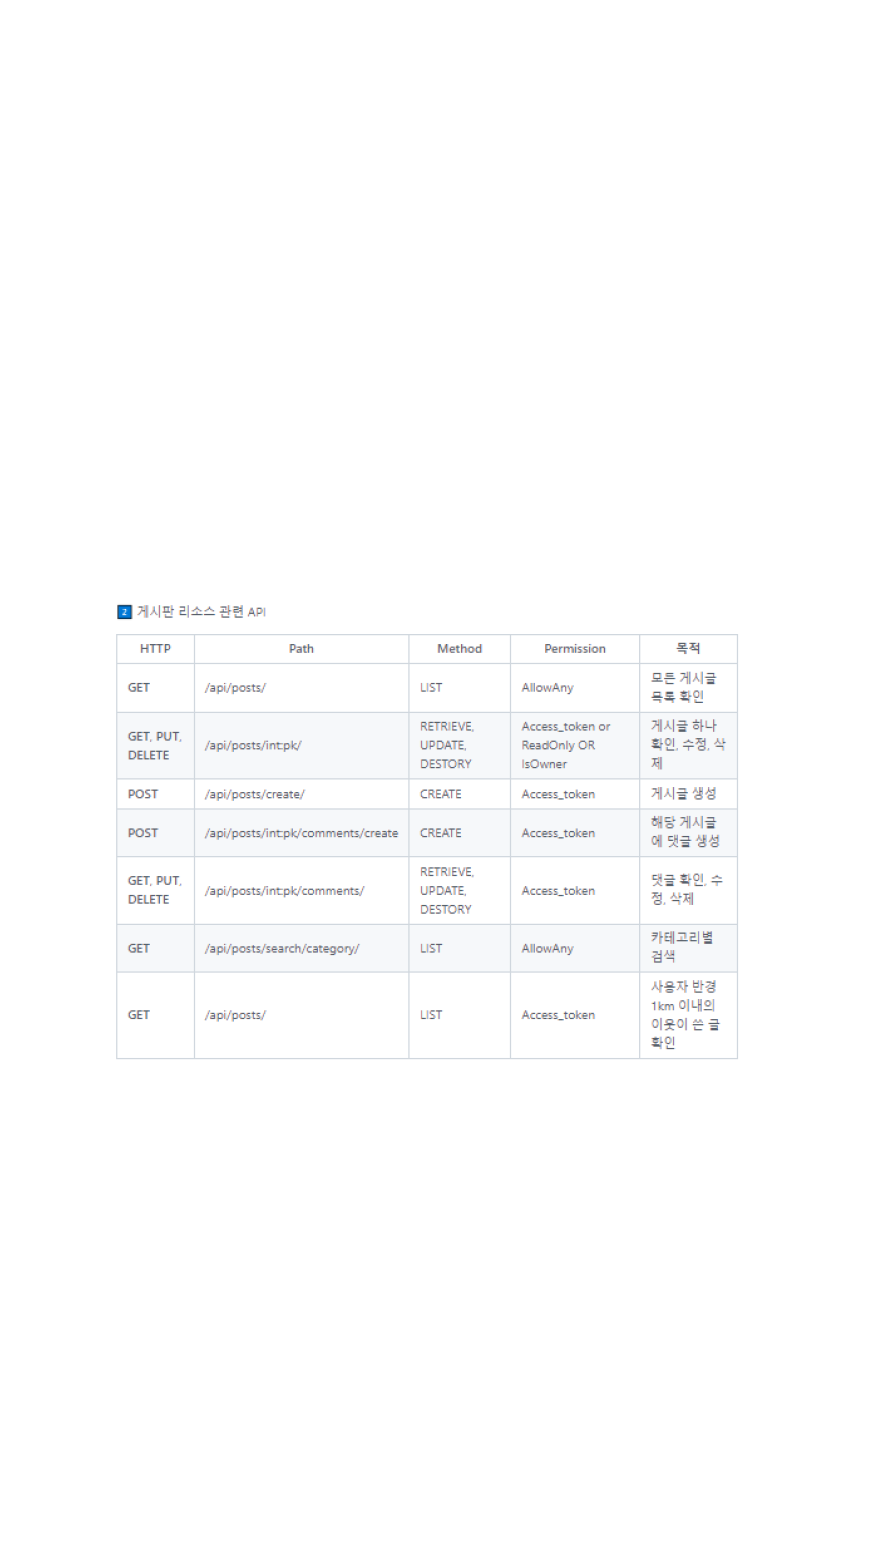 2 게시판 리소스 관련 API
HTTP Path Method Permission 목적
GET /api/posts/ LIST AllowAny 모든 게시글
목록 확인
GET, PUT,
DELETE
/api/posts/int:pk/
RETRIEVE,
UPDATE,
DESTORY
Access_token or
ReadOnly OR
IsOwner
게시글 하나
확인, 수정, 삭
제
POST /api/posts/create/ CREATE Access_token 게시글 생성
POST /api/posts/int:pk/comments/create CREATE Access_token 해당 게시글
에 댓글 생성
GET, PUT,
DELETE
/api/posts/int:pk/comments/
RETRIEVE,
UPDATE,
DESTORY
Access_token
댓글 확인, 수
정, 삭제
GET /api/posts/search/category/ LIST AllowAny 카테고리별
검색
GET /api/posts/ LIST Access_token 사용자 반경
1km 이내의
이웃이 쓴 글
확인